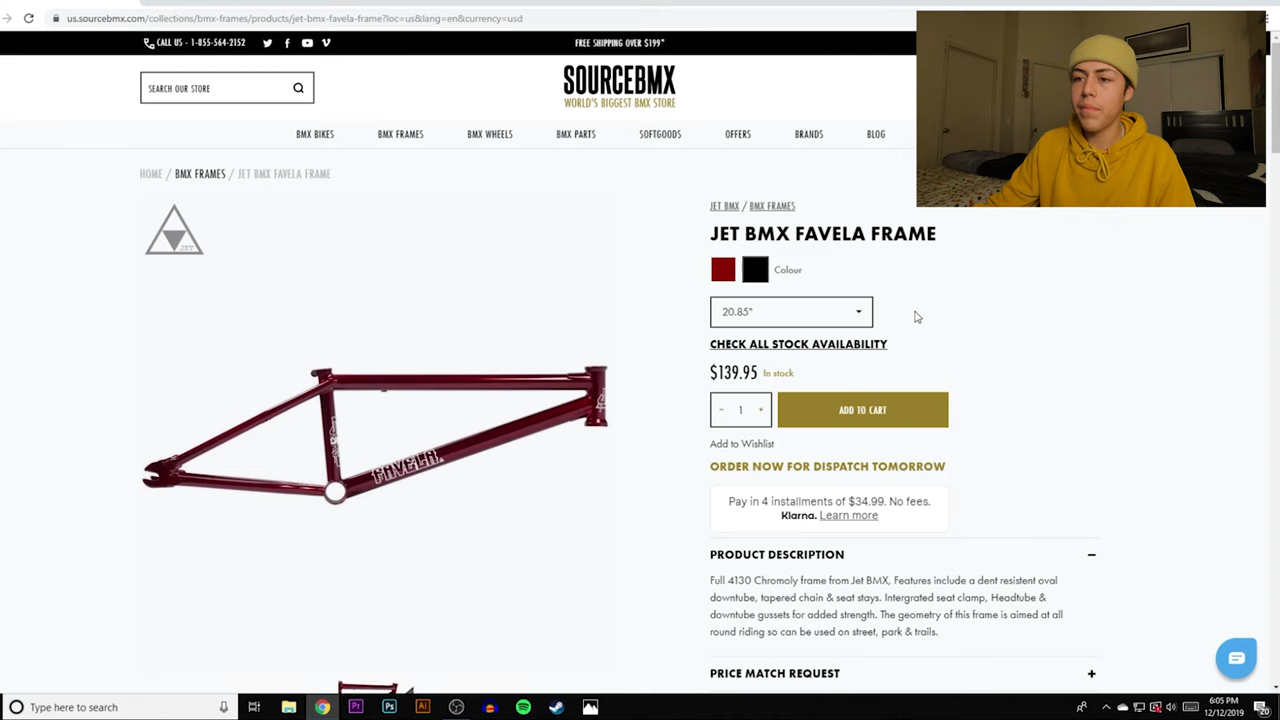 us.sourcebmx.com/collections/bmx-frames/products/jet-bmx-favela-frame?loc=us&lang=en&currency=usd
CALL US - 1-855-564-2152
FREE SHIPPING OVER $199*
SEARCH OUR STORE
SOURCEBMX
WORLD'S BIGGEST BMX STORE
BMX BIKES
BMX FRAMES
BMX WHEELS
BMX PARTS
SOFTGOODS
OFFERS
BRANDS
BLOG
HOME / BMX FRAMES / JET BMX FAVELA FRAME
JET
FAVELA
JET BMX / BMX FRAMES
JET BMX FAVELA FRAME
Colour
20.85"
CHECK ALL STOCK AVAILABILITY
$139.95 In stock
- 1 +
ADD TO CART
Add to Wishlist
ORDER NOW FOR DISPATCH TOMORROW
Pay in 4 installments of $34.99. No fees.
Klarna. Learn more
PRODUCT DESCRIPTION
Full 4130 Chromoly frame from Jet BMX, Features include a dent resistent oval
downtube, tapered chain & seat stays. Intergrated seat clamp, Headtube &
downtube gussets for added strength. The geometry of this frame is aimed at all
round riding so can be used on street, park & trails.
PRICE MATCH REQUEST +
Type here to search
Pr
Ps
Ai
6:05 PM
12/12/2019
20